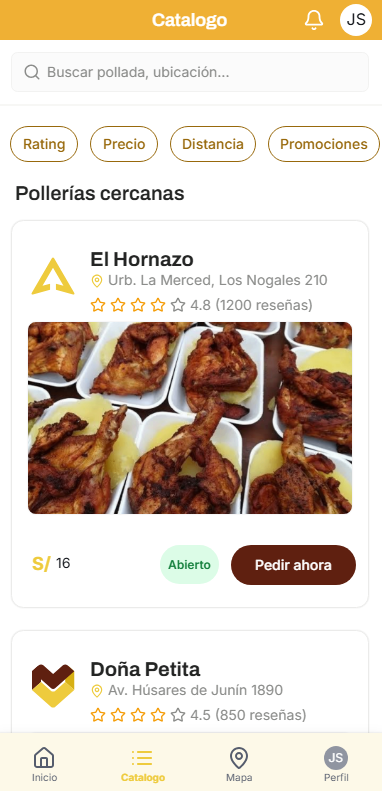 Catalogo
JS
Buscar pollada, ubicación...
Rating
Precio
Distancia
Promociones
Pollerías cercanas
El Hornazo
Urb. La Merced, Los Nogales 210
4.8 (1200 reseñas)
S/ 16
Abierto
Pedir ahora
Doña Petita
Av. Húsares de Junín 1890
4.5 (850 reseñas)
Inicio
Catalogo
Mapa
JS
Perfil